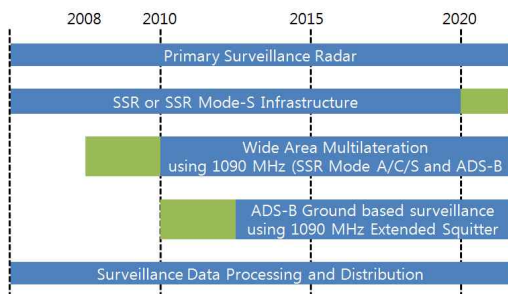 2008 2010 2015 2020
Primary Surveillance Radar
SSR or SSR Mode-S Infrastructure
Wide Area Multilateration
using 1090 MHz (SSR Mode A/C/S and ADS-B
ADS-B Ground based surveillance
using 1090 MHz Extended Squitter
Surveillance Data Processing and Distribution